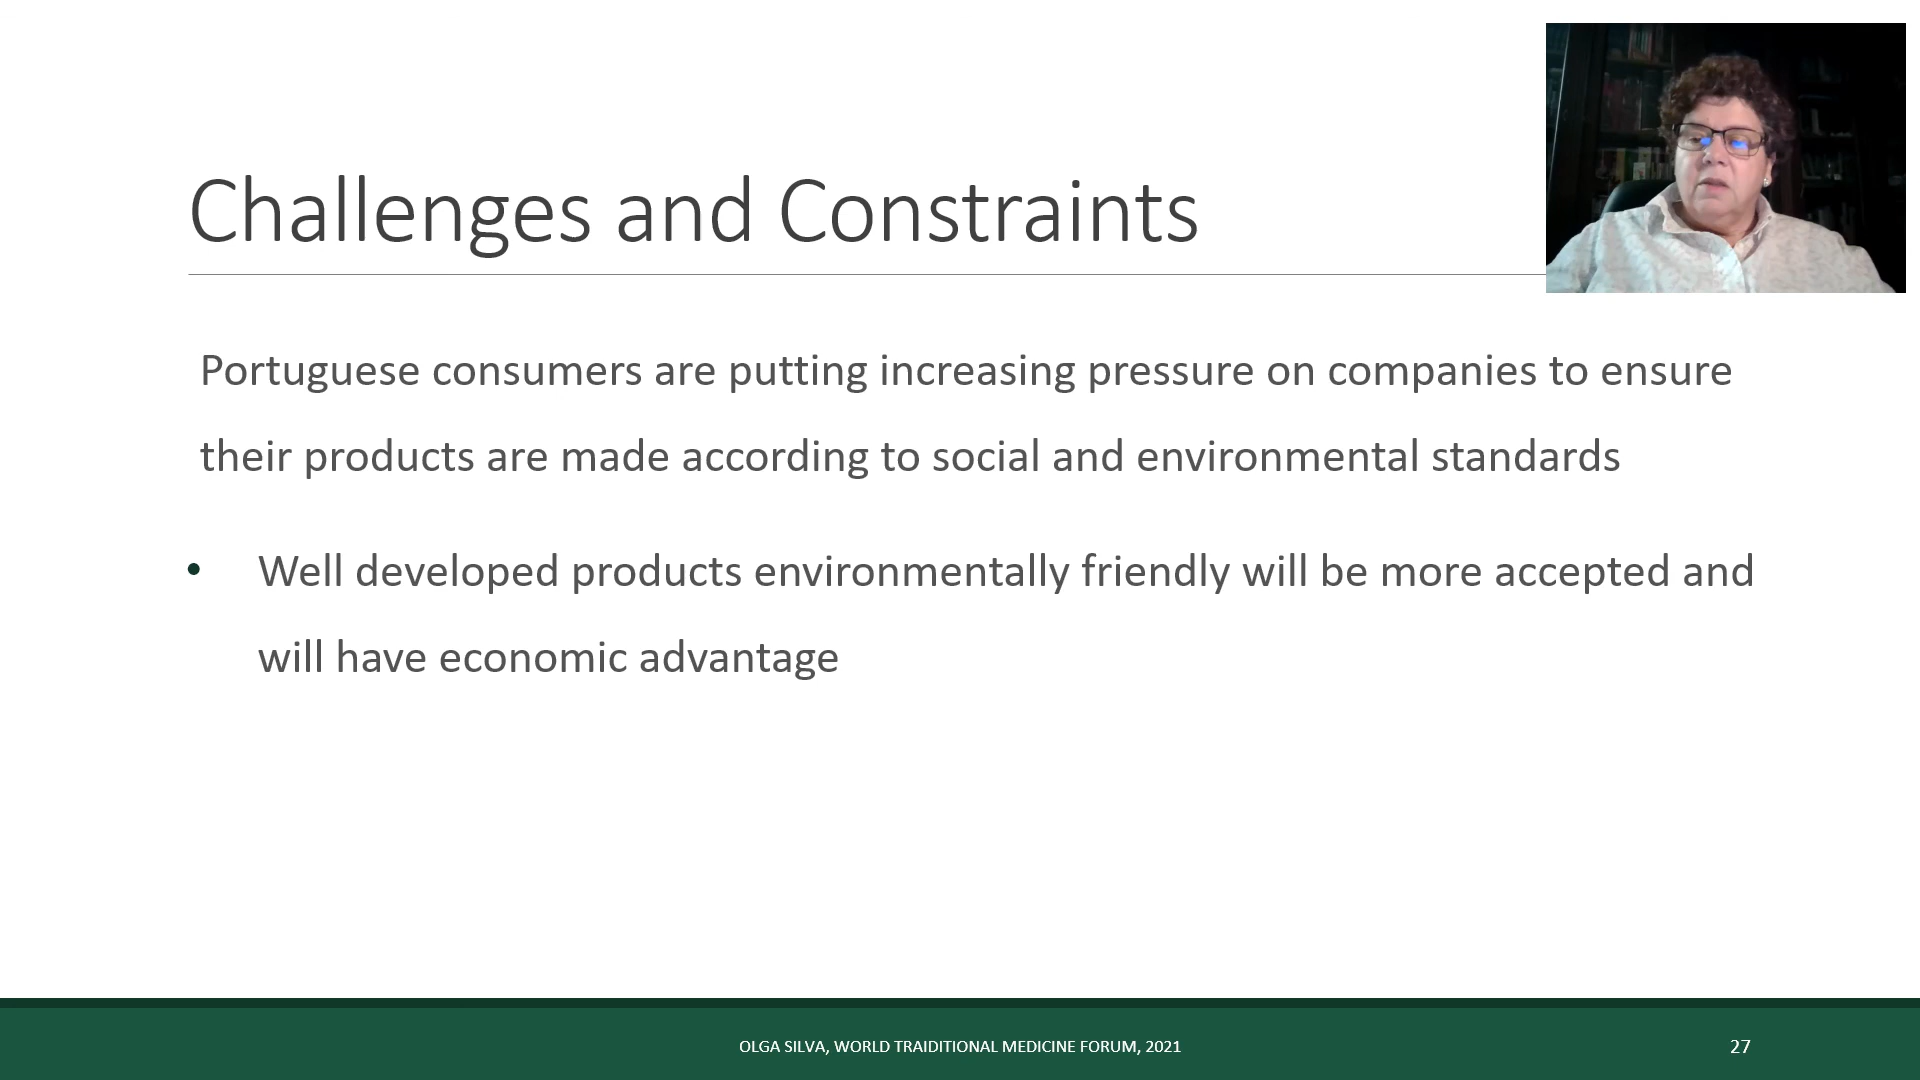 Challenges and Constraints
Portuguese consumers are putting increasing pressure on companies to ensure
their products are made according to social and environmental standards
• Well developed products environmentally friendly will be more accepted and
will have economic advantage
OLGA SILVA, WORLD TRAIDITIONAL MEDICINE FORUM, 2021
27